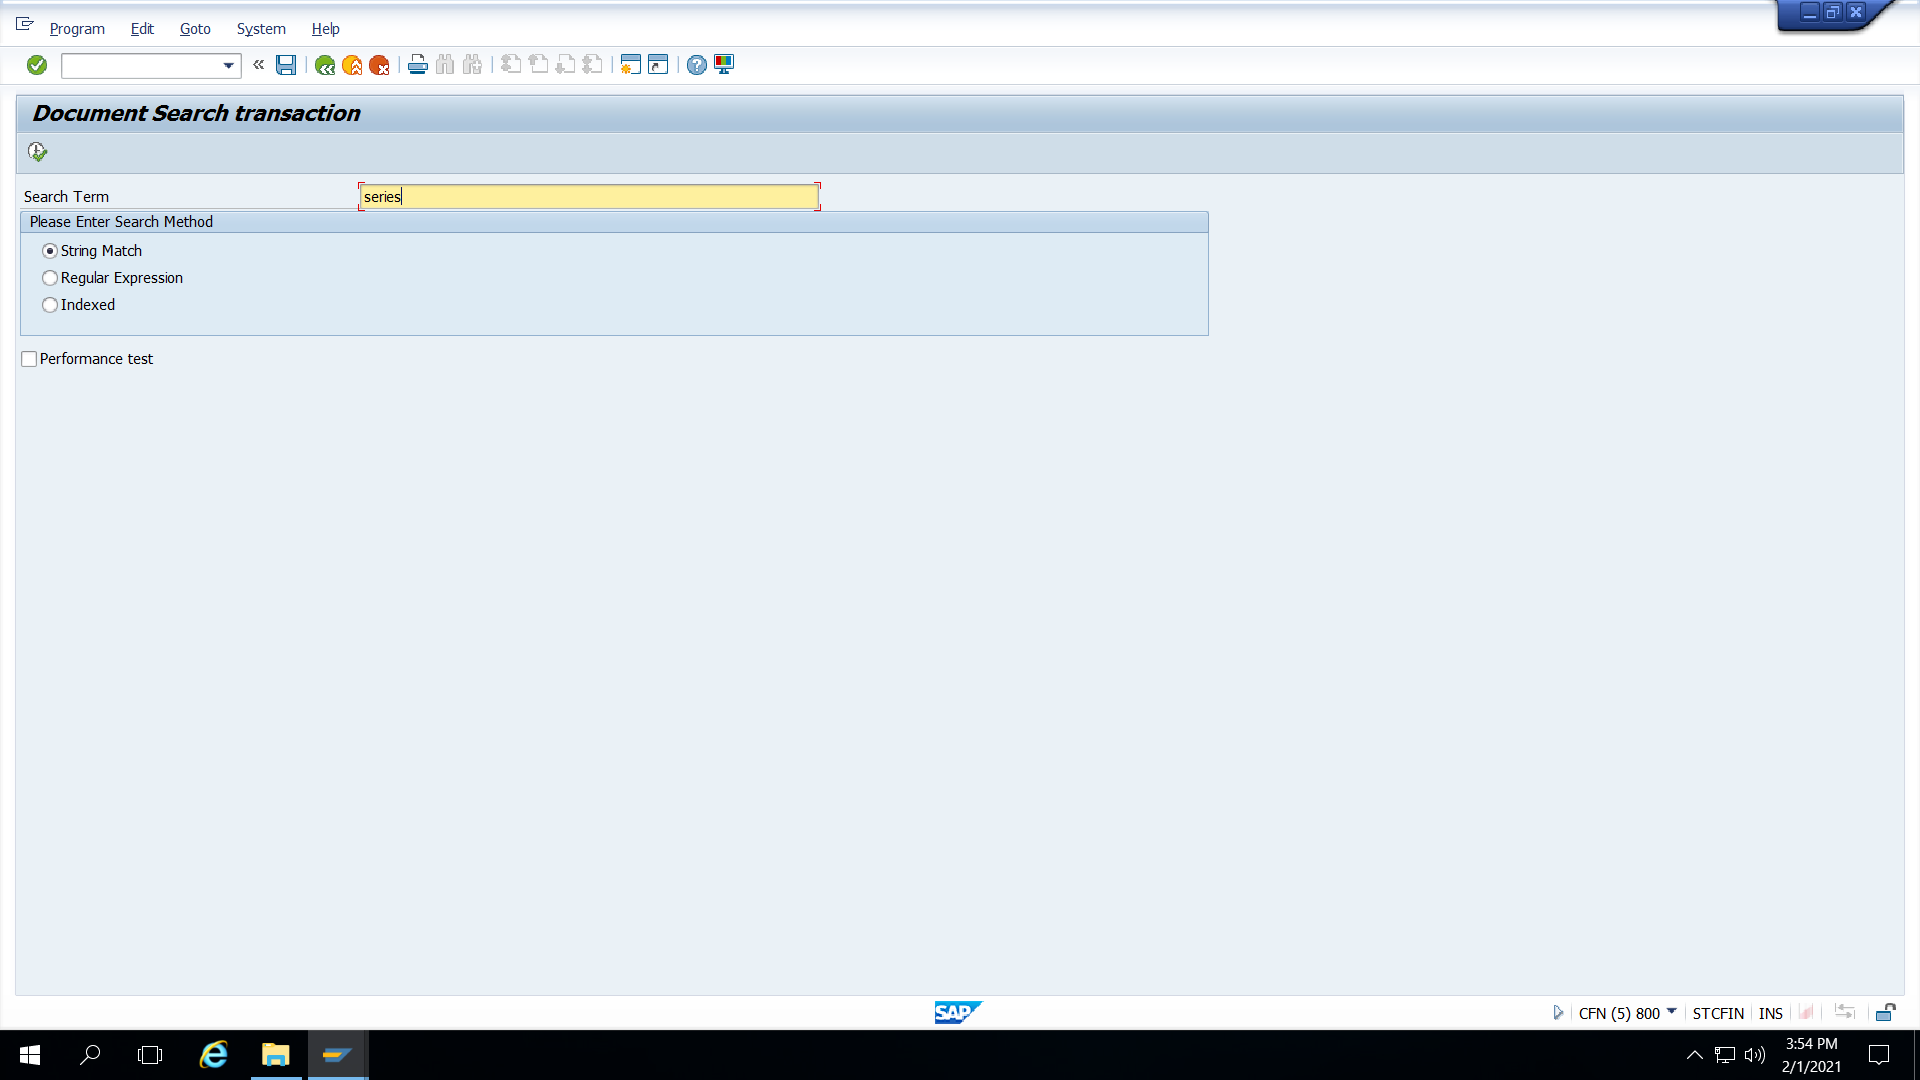 Program Edit Goto System Help
Document Search transaction
Search Term series
Please Enter Search Method
String Match
Regular Expression
Indexed
Performance test
SAP
CFN (5) 800 STCFIN INS
3:54 PM
2/1/2021